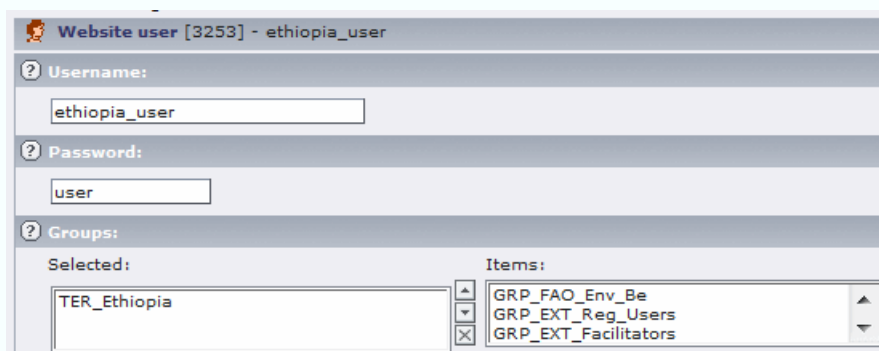 Website user [3253] - ethiopia_user
? Username:
ethiopia_user
? Password:
user
? Groups:
Selected:
Items:
TER_Ethiopia
GRP_FAO_Env_Be
GRP_EXT_Reg_Users
GRP_EXT_Facilitators